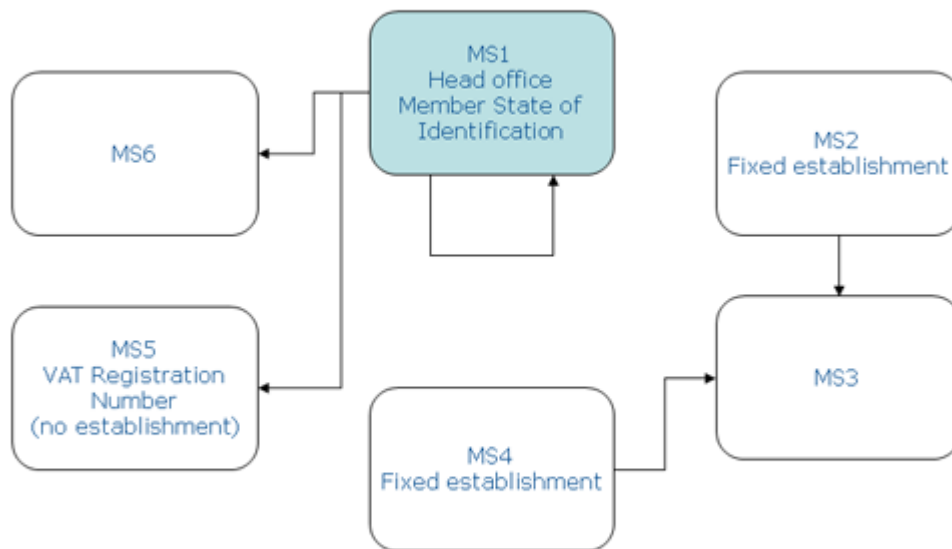 MS1
Head office
Member State of
Identification
MS6
MS2
Fixed establishment
MS5
VAT Registration
Number
(no establishment)
MS3
MS4
Fixed establishment